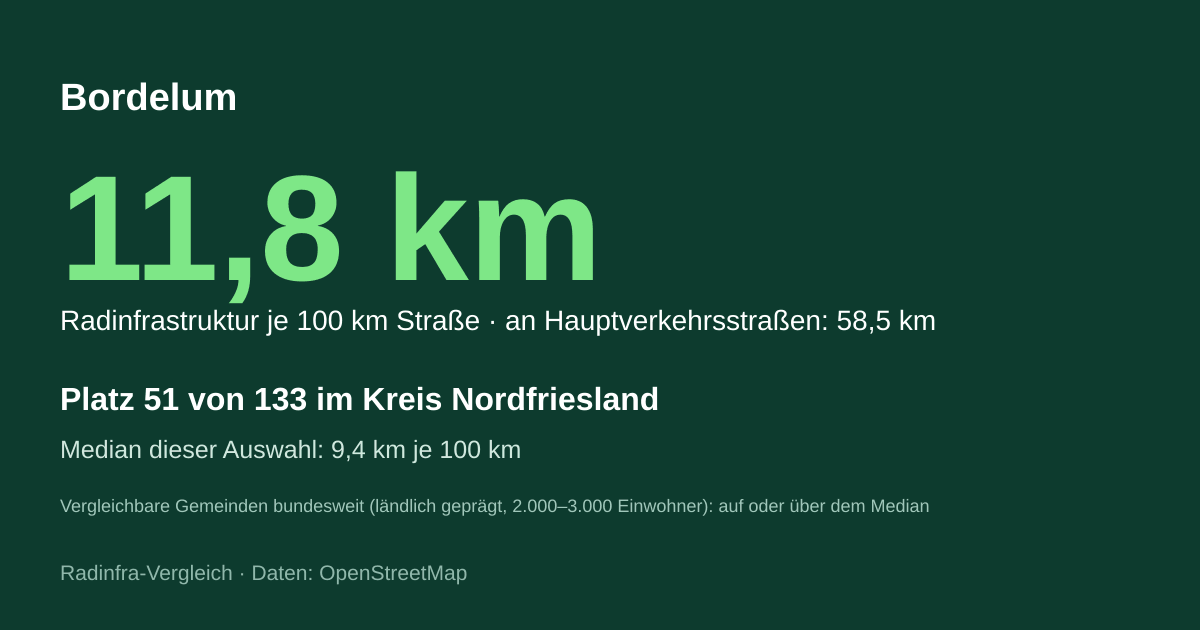 Bordelum
11,8 km
Radinfrastruktur je 100 km Straße · an Hauptverkehrsstraßen: 58,5 km
Platz 51 von 133 im Kreis Nordfriesland
Median dieser Auswahl: 9,4 km je 100 km
Vergleichbare Gemeinden bundesweit (ländlich geprägt, 2.000–3.000 Einwohner): auf oder über dem Median
Radinfra-Vergleich · Daten: OpenStreetMap